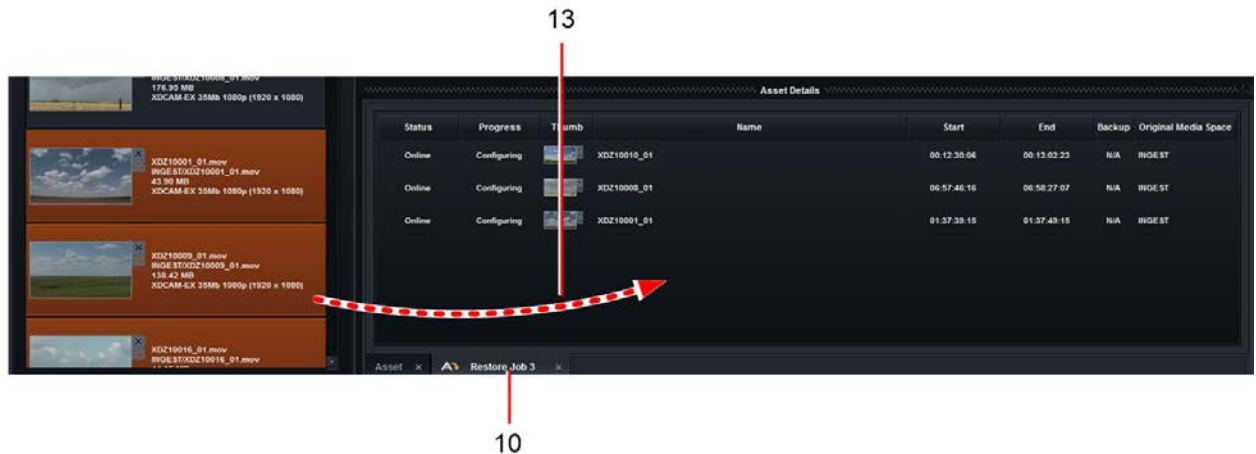 13
INGEST/XDZ10008_01.mov
176.95 MB
XDCAM-EX 35Mb 1080p (1920 x 1080)
XDZ10001_01.mov
INGEST/XDZ10001_01.mov
43.90 MB
XDCAM-EX 35Mb 1080p (1920 x 1080)
XDZ10009_01.mov
INGEST/XDZ10009_01.mov
138.42 MB
XDCAM-EX 35Mb 1080p (1920 x 1080)
XDZ10016_01.mov
INGEST/XDZ10016_01.mov
Asset Details
Status Progress Thumb Name Start End Backup Original Media Space
Online Configuring XDZ10010_01 00:12:30:06 00:13:02:23 N/A INGEST
Online Configuring XDZ10008_01 06:57:46:16 06:58:27:07 N/A INGEST
Online Configuring XDZ10001_01 01:37:39:15 01:37:49:15 N/A INGEST
Asset × Restore Job 3 ×
10